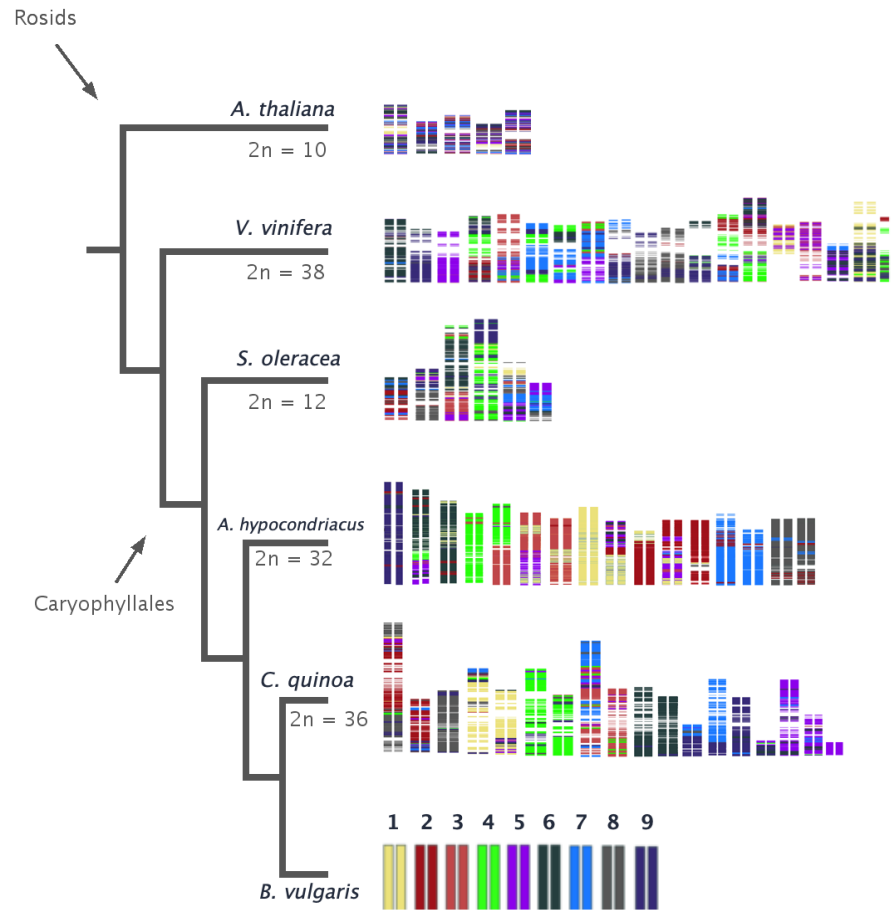 Rosids
A. thaliana
2n = 10
V. vinifera
2n = 38
S. oleracea
2n = 12
A. hypocondriacus
2n = 32
Caryophyllales
C. quinoa
2n = 36
1 2 3 4 5 6 7 8 9
B. vulgaris